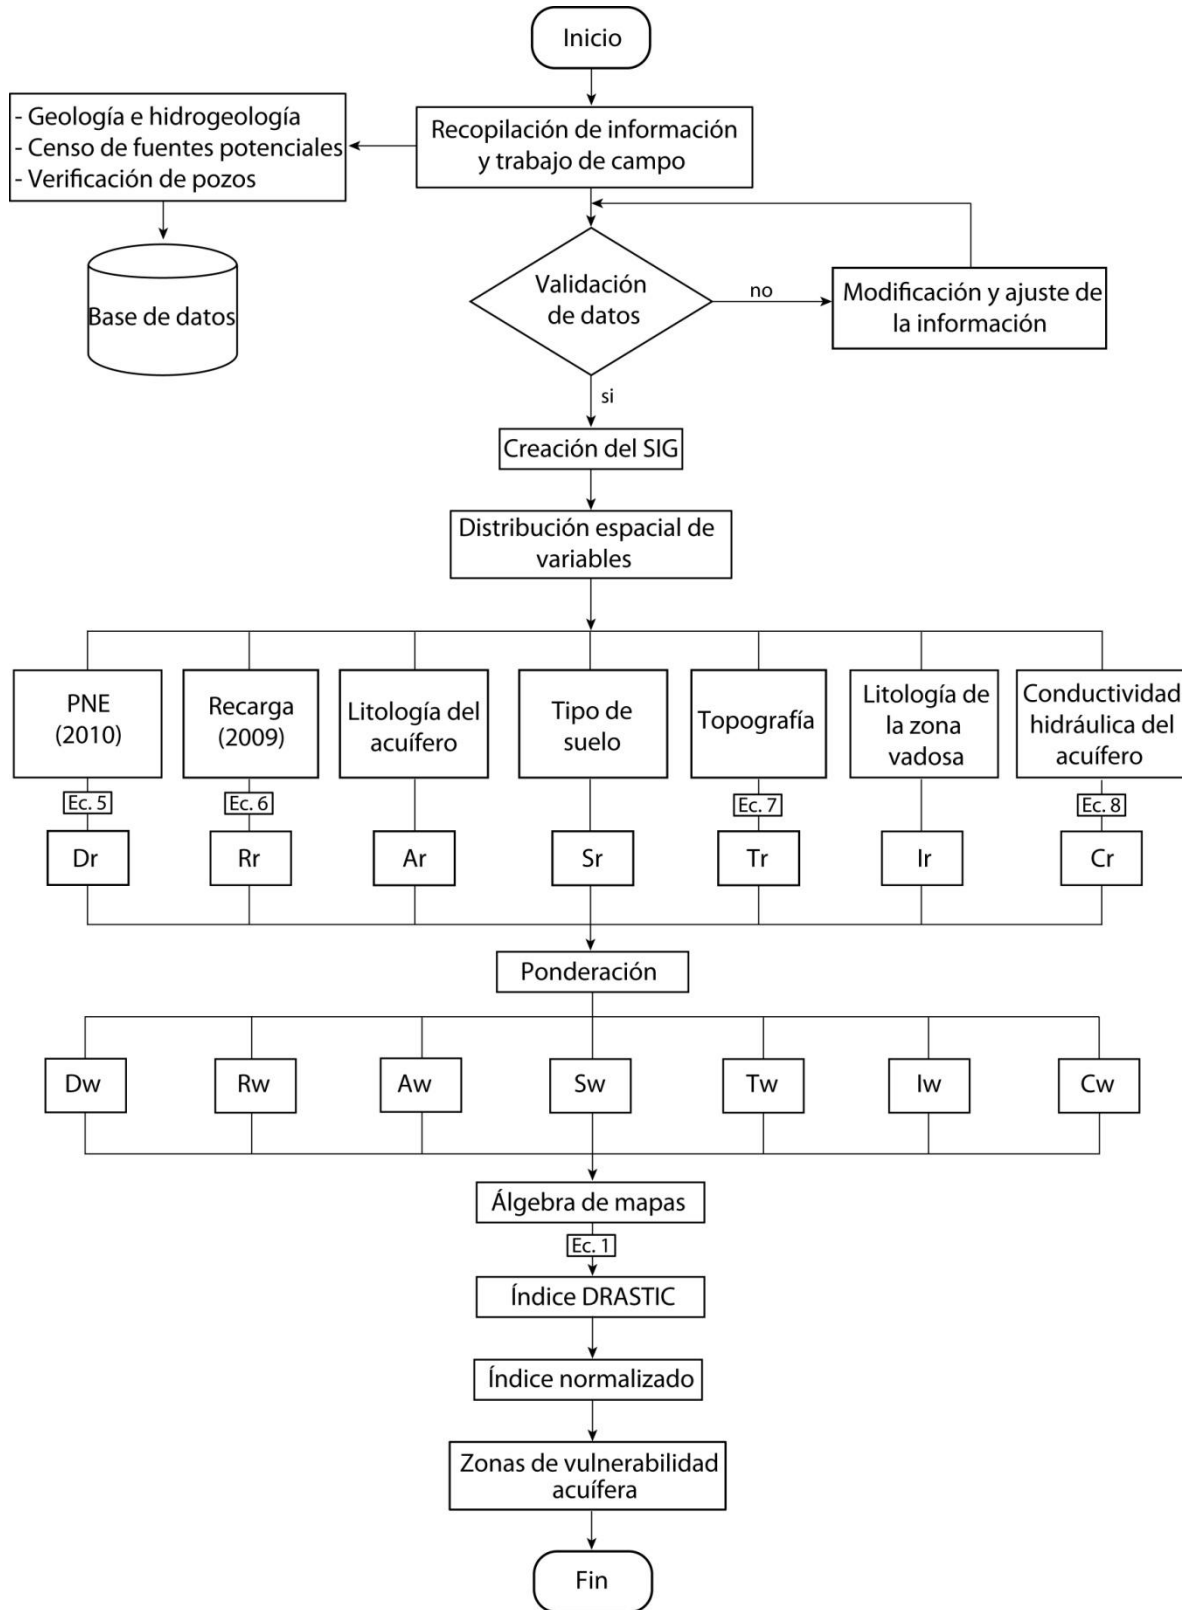 Inicio
- Geología e hidrogeología
- Censo de fuentes potenciales
- Verificación de pozos
Recopilación de información
y trabajo de campo
Base de datos
Validación
de datos
no
Modificación y ajuste de
la información
si
Creación del SIG
Distribución espacial de
variables
PNE
(2010)
Recarga
(2009)
Litología del
acuífero
Tipo de
suelo
Topografía
Litología de
la zona
vadosa
Conductividad
hidráulica del
acuífero
Ec. 5
Ec. 6
Ec. 7
Ec. 8
Dr
Rr
Ar
Sr
Tr
Ir
Cr
Ponderación
Dw
Rw
Aw
Sw
Tw
Iw
Cw
Álgebra de mapas
Ec. 1
Índice DRASTIC
Índice normalizado
Zonas de vulnerabilidad
acuífera
Fin